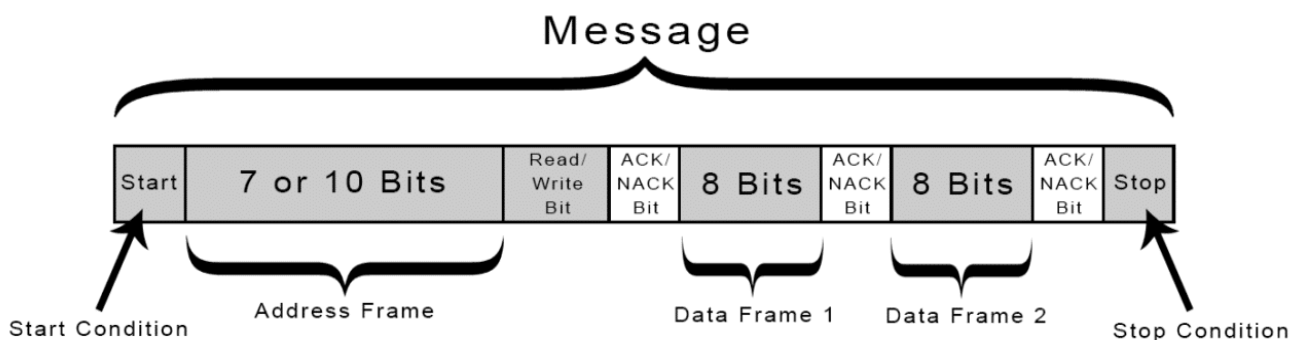 Message
Start
7 or 10 Bits
Read/
Write
Bit
ACK/
NACK
Bit
8 Bits
ACK/
NACK
Bit
8 Bits
ACK/
NACK
Bit
Stop
Start Condition
Address Frame
Data Frame 1
Data Frame 2
Stop Condition